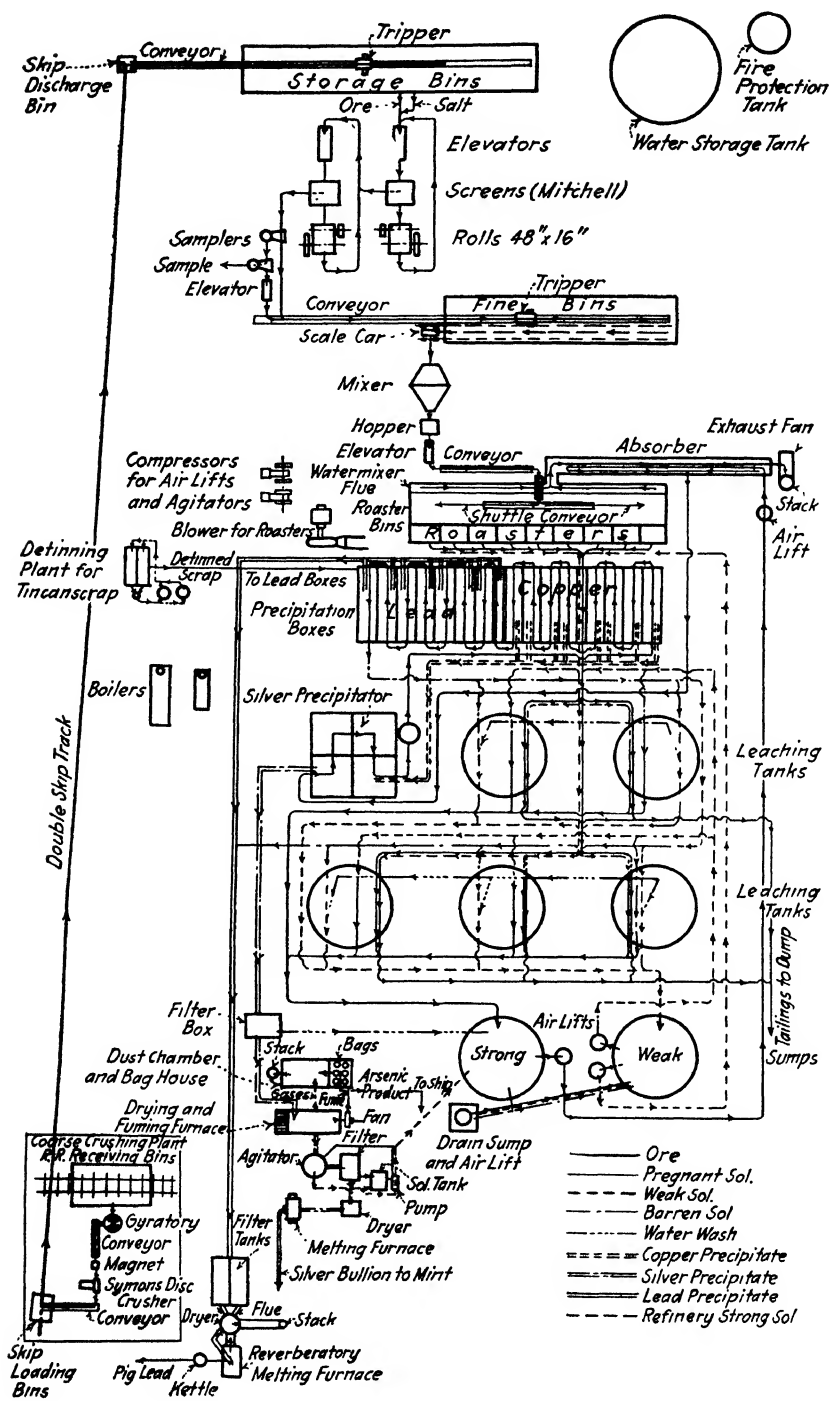 Conveyor
Tripper
Skip
Discharge
Bin
Storage Bins
Fire
Protection
Tank
Water Storage Tank
Ore
Salt
Elevators
Screens (Mitchell)
Rolls 48"x16"
Samplers
Sample
Elevator
Conveyor
Tripper
Fine Bins
Scale Car
Mixer
Hopper
Elevator
Conveyor
Absorber
Exhaust Fan
Stack
Air
Lift
Compressors
for Air Lifts
and Agitators
Watermixer
Flue
Roaster
Bins
Shuttle Conveyor
Roasters
Blower for Roasters
Detinning
Plant for
Tincanscrap
Detinned
Scrap
To Lead Boxes
Precipitation
Boxes
Lead
Copper
Boilers
Silver Precipitator
Leaching
Tanks
Double Skip Track
Leaching
Tanks
Tailings to Dump
Sumps
Filter
Box
Strong
Air Lifts
Weak
Stack
Bags
Dust Chamber
and Bag House
Gases
Fume
Arsenic
Product
To Ship
Drying and
Fuming Furnace
Fan
Drain Sump
and Air Lift
Agitator
Filter
Sol. Tank
Pump
Dryer
Melting Furnace
Silver Bullion to Mint
Coarse Crushing Plant
R.R. Receiving Bins
Gyratory
Conveyor
Magnet
Symons Disc
Crusher
Conveyor
Skip
Loading
Bins
Filter
Tanks
Dryer
Flue
Stack
Reverberatory
Melting Furnace
Pig Lead
Kettle
Ore
Pregnant Sol.
Weak Sol.
Barren Sol
Water Wash
Copper Precipitate
Silver Precipitate
Lead Precipitate
Refinery Strong Sol